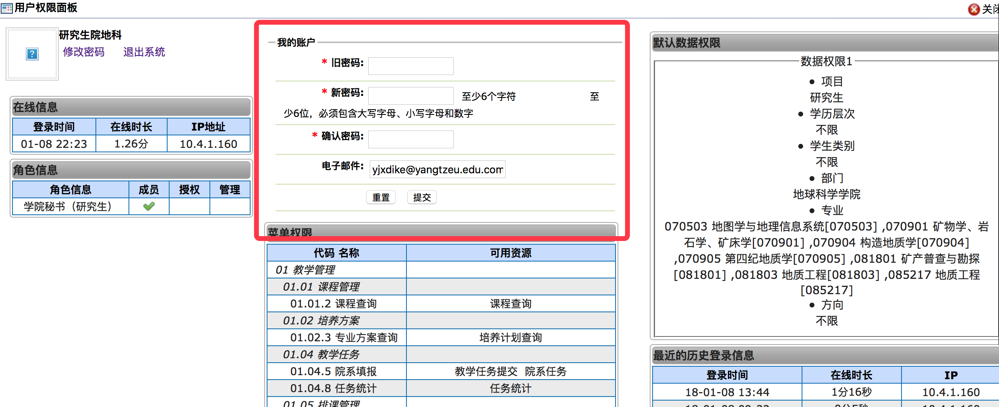 用户权限面板
关闭
研究生院地科
修改密码 退出系统
在线信息
登录时间 在线时长 IP地址
01-08 22:23 1.26分 10.4.1.160
角色信息
角色信息 成员 授权 管理
学院秘书（研究生）
我的账户
* 旧密码:
* 新密码: 至少6个字符 至
少6位，必须包含大写字母、小写字母和数字
* 确认密码:
电子邮件: yjxdike@yangtzeu.edu.com
重置 提交
菜单权限
代码 名称 可用资源
01 教学管理
01.01 课程管理
01.01.2 课程查询 课程查询
01.02 培养方案
01.02.3 专业方案查询 培养计划查询
01.04 教学任务
01.04.5 院系填报 教学任务提交 院系任务
01.04.8 任务统计 任务统计
01.05 排课管理
默认数据权限
数据权限1
• 项目
研究生
• 学历层次
不限
• 学生类别
不限
• 部门
地球科学学院
• 专业
070503 地图学与地理信息系统[070503] ,070901 矿物学、岩
石学、矿床学[070901] ,070904 构造地质学[070904]
,070905 第四纪地质学[070905] ,081801 矿产普查与勘探
[081801] ,081803 地质工程[081803] ,085217 地质工程
[085217]
• 方向
不限
最近的历史登录信息
登录时间 在线时长 IP
18-01-08 13:44 1分16秒 10.4.1.160